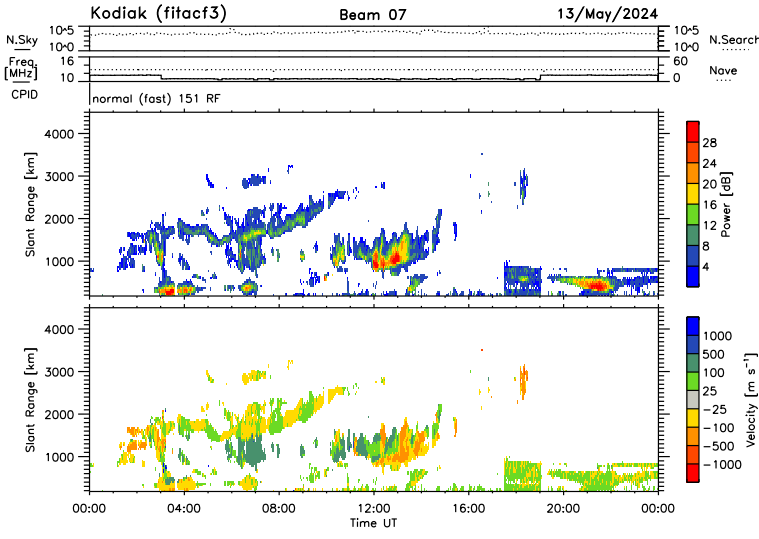 Kodiak (fitacf3) Beam 07 13/May/2024
N.Sky 10^5 10^0 10^5 10^0 N.Search
Freq. [MHz] 16 10 60 0 Nave
CPID normal (fast) 151 RF
Slant Range [km] 4000 3000 2000 1000
28 24 20 16 12 8 4 Power [dB]
Slant Range [km] 4000 3000 2000 1000
1000 500 100 25 −25 −100 −500 −1000 Velocity [m s⁻¹]
00:00 04:00 08:00 12:00 16:00 20:00 00:00
Time UT